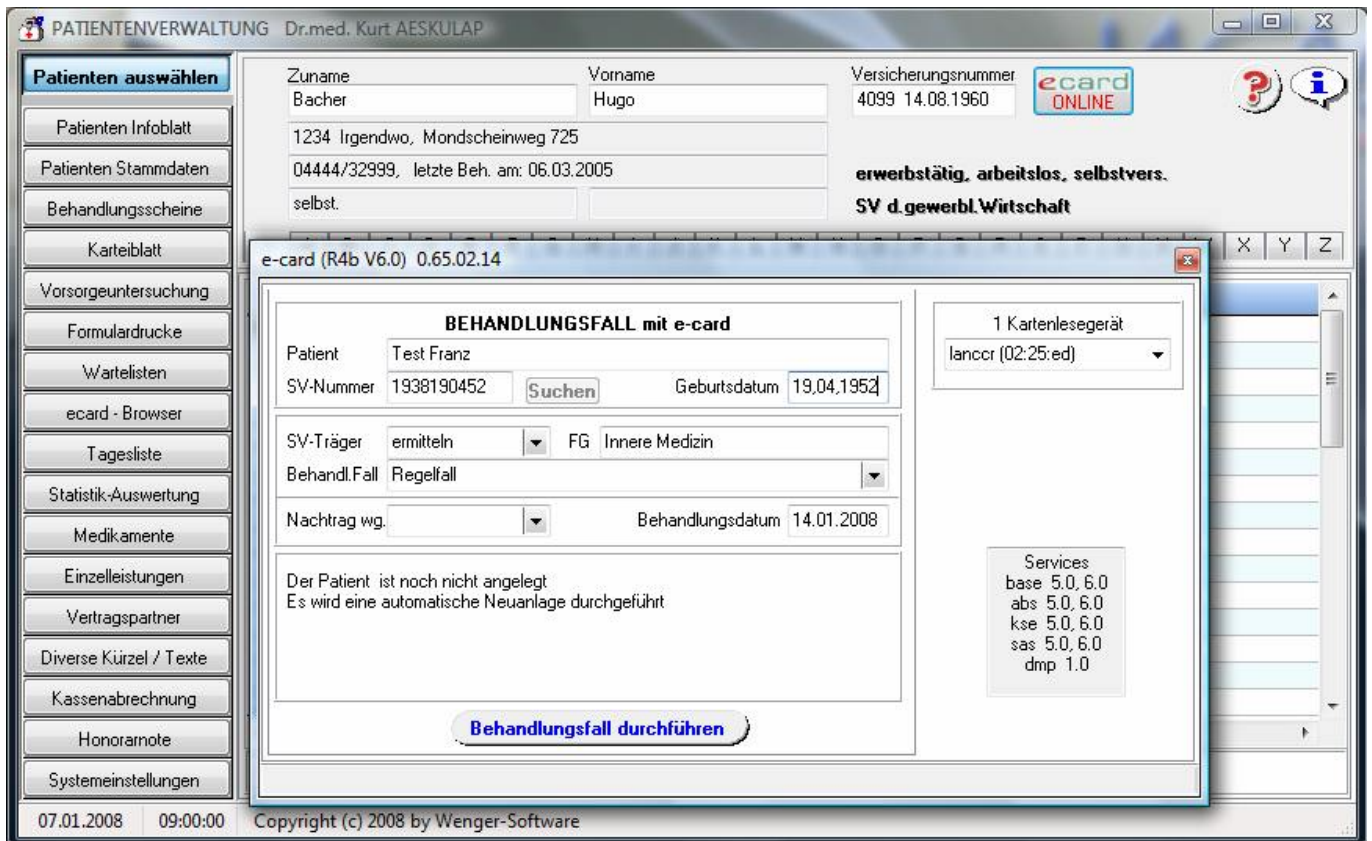 PATIENTENVERWALTUNG Dr.med. Kurt AESKULAP
Patienten auswählen
Patienten Infoblatt
Patienten Stammdaten
Behandlungsscheine
Karteiblatt
Vorsorgeuntersuchung
Formulardrucke
Wartelisten
ecard - Browser
Tagesliste
Statistik-Auswertung
Medikamente
Einzelleistungen
Vertragspartner
Diverse Kürzel / Texte
Kassenabrechnung
Honorarnote
Systemeinstellungen
Zuname Vorname Versicherungsnummer
Bacher Hugo 4099 14.08.1960
ecard
ONLINE
1234 Irgendwo, Mondscheinweg 725
04444/32999, letzte Beh. am: 06.03.2005
selbst.
erwerbstätig, arbeitslos, selbstvers.
SV d.gewerbl.Wirtschaft
X Y Z
e-card (R4b V6.0) 0.65.02.14
BEHANDLUNGSFALL mit e-card
Patient Test Franz
SV-Nummer 1938190452 Suchen Geburtsdatum 19,04,1952
SV-Träger ermitteln FG Innere Medizin
Behandl.Fall Regelfall
Nachtrag wg. Behandlungsdatum 14.01.2008
Der Patient ist noch nicht angelegt
Es wird eine automatische Neuanlage durchgeführt
Behandlungsfall durchführen
1 Kartenlesegerät
lanccr (02:25:ed)
Services
base 5.0, 6.0
abs 5.0, 6.0
kse 5.0, 6.0
sas 5.0, 6.0
dmp 1.0
07.01.2008 09:00:00 Copyright (c) 2008 by Wenger-Software